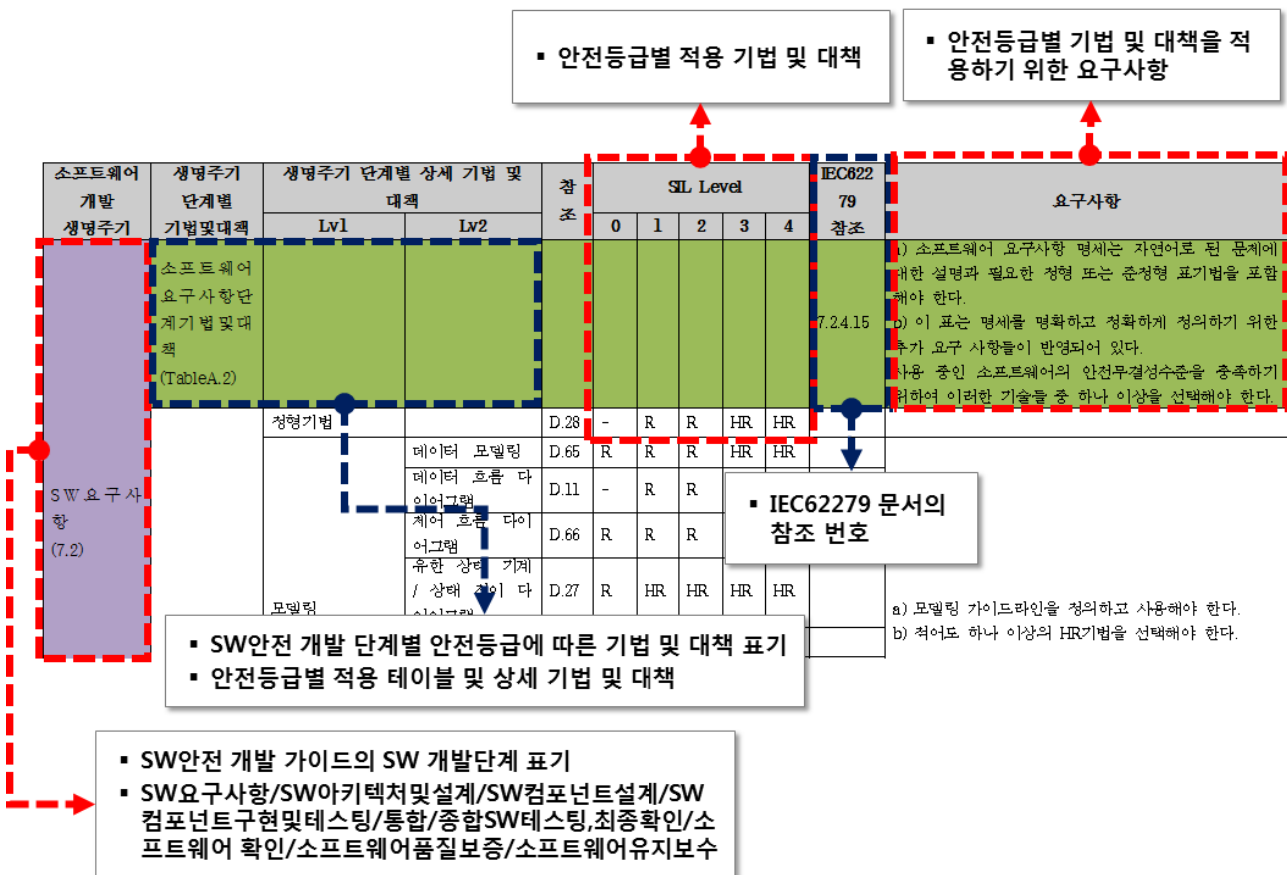 ▪ 안전등급별 적용 기법 및 대책
▪ 안전등급별 기법 및 대책을 적
용하기 위한 요구사항
소프트웨어
개발
생명주기
생명주기
단계별
기법및대책
생명주기 단계별 상세 기법 및
대책
Lv1
Lv2
참
조
SIL Level
0 1 2 3 4
IEC622
79
참조
요구사항
SW요구사
항
(7.2)
소프트웨어
요구사항단
계기법및대
책
(TableA.2)
7.2.4.15
a) 소프트웨어 요구사항 명세는 자연어로 된 문제에
대한 설명과 필요한 정형 또는 준정형 표기법을 포함
해야 한다.
b) 이 표는 명세를 명확하고 정확하게 정의하기 위한
추가 요구 사항들이 반영되어 있다.
사용 중인 소프트웨어의 안전무결성수준을 충족하기
위하여 이러한 기술들 중 하나 이상을 선택해야 한다.
정형기법 D.28 - R R HR HR
모델링
데이터 모델링 D.65 R R R HR HR
데이터 흐름 다
이어그램
D.11 - R R
제어 흐름 다이
어그램
D.66 R R R
유한 상태 기계
/ 상태 전이 다
D.27 R HR HR HR HR
a) 모델링 가이드라인을 정의하고 사용해야 한다.
b) 적어도 하나 이상의 HR기법을 선택해야 한다.
▪ IEC62279 문서의
참조 번호
▪ SW안전 개발 단계별 안전등급에 따른 기법 및 대책 표기
▪ 안전등급별 적용 테이블 및 상세 기법 및 대책
▪ SW안전 개발 가이드의 SW 개발단계 표기
▪ SW요구사항/SW아키텍처및설계/SW컴포넌트설계/SW
컴포넌트구현및테스팅/통합/종합SW테스팅,최종확인/소
프트웨어 확인/소프트웨어품질보증/소프트웨어유지보수